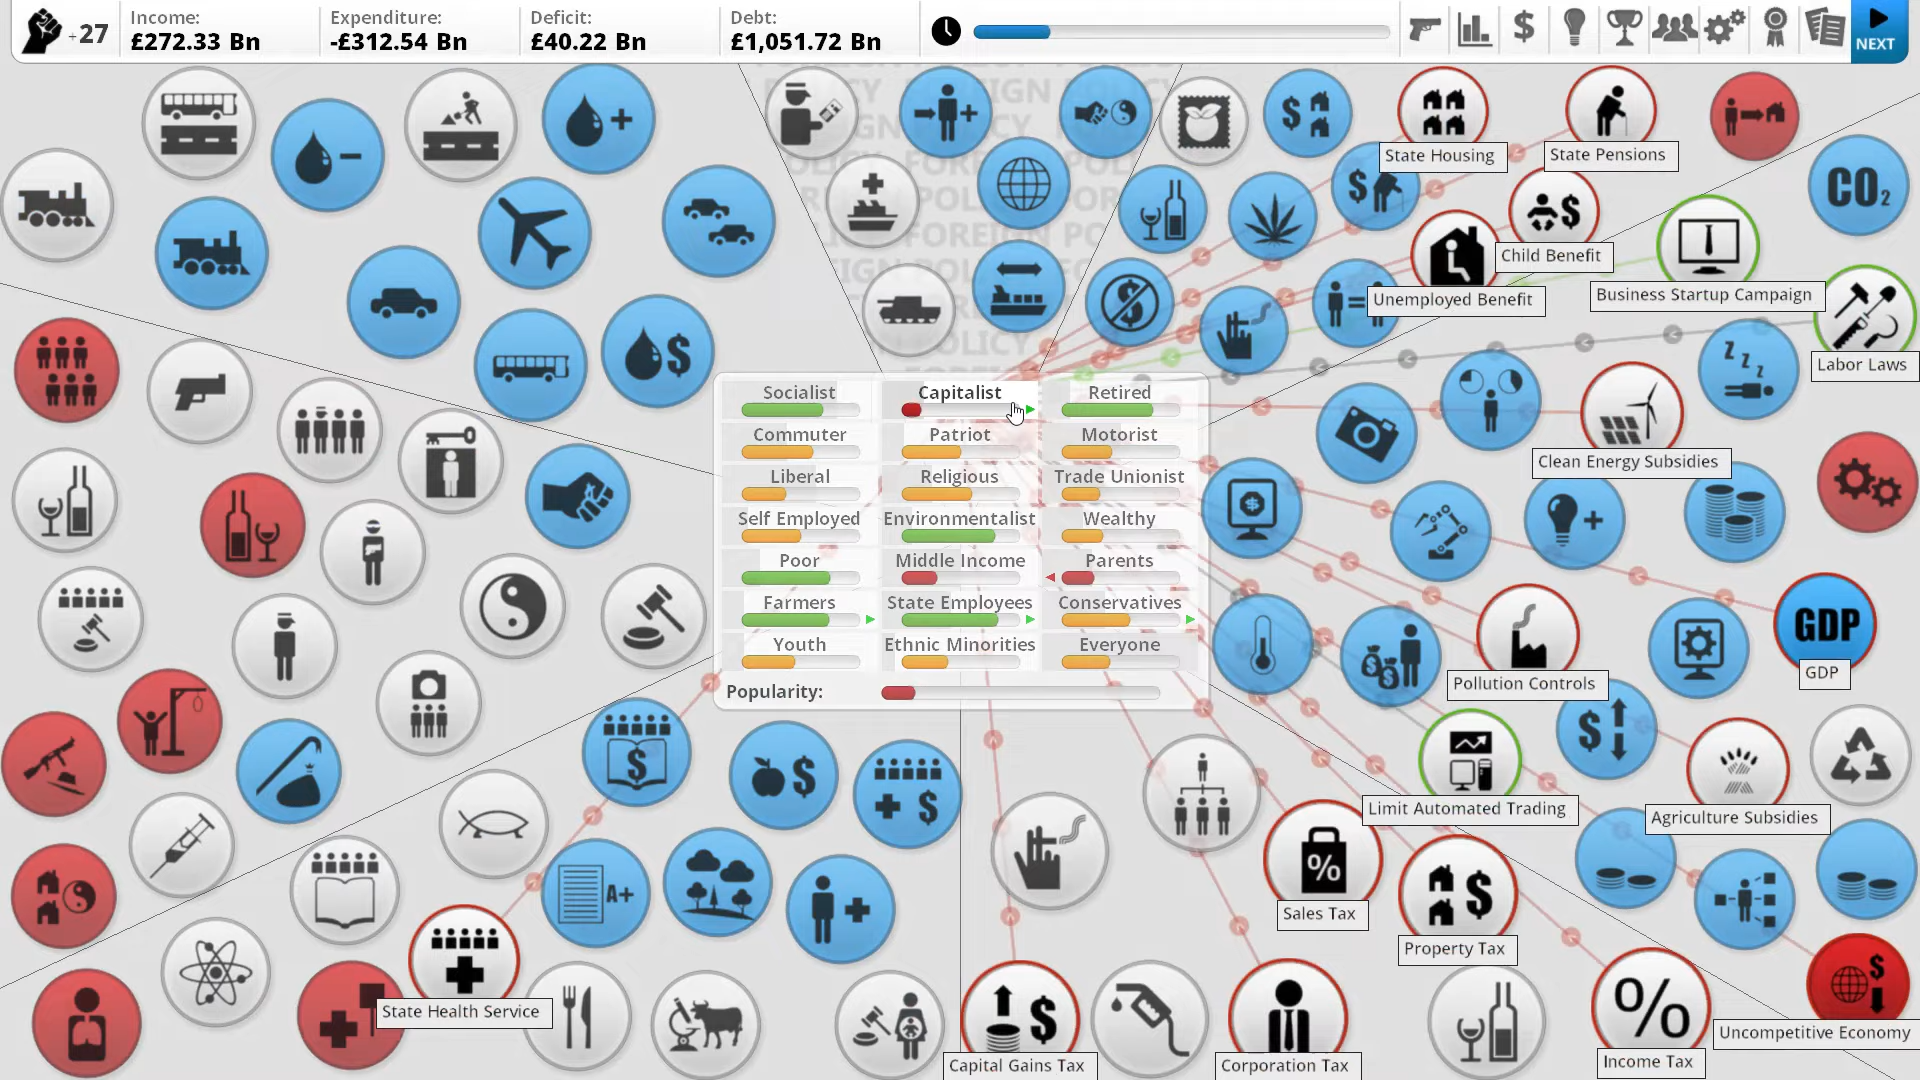 +27
Income:
£272.33 Bn
Expenditure:
-£312.54 Bn
Deficit:
£40.22 Bn
Debt:
£1,051.72 Bn
$
NEXT
FOREIGN POLICY
State Housing
State Pensions
CO₂
Child Benefit
Unemployed Benefit
Business Startup Campaign
Labor Laws
Socialist
Capitalist
Retired
Commuter
Patriot
Motorist
Liberal
Religious
Trade Unionist
Self Employed
Environmentalist
Wealthy
Poor
Middle Income
Parents
Farmers
State Employees
Conservatives
Youth
Ethnic Minorities
Everyone
Popularity:
Clean Energy Subsidies
GDP
GDP
Pollution Controls
Limit Automated Trading
Agriculture Subsidies
A+
Sales Tax
Property Tax
State Health Service
Capital Gains Tax
Corporation Tax
Income Tax
Uncompetitive Economy